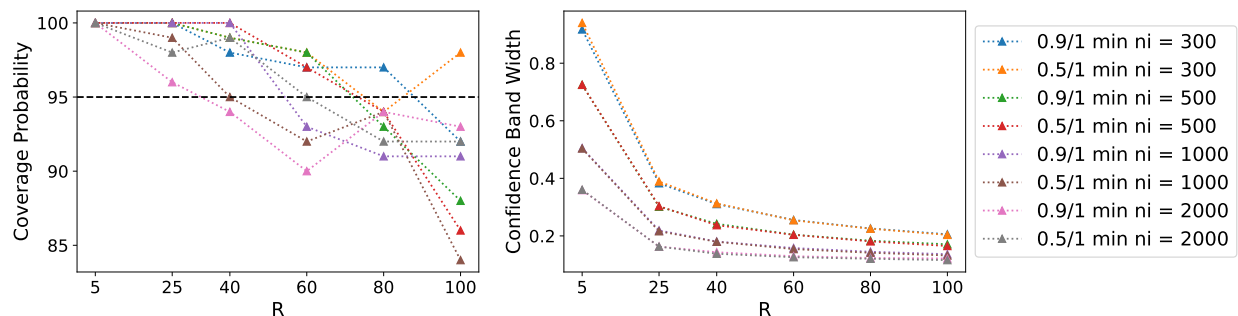 100
95
90
85
Coverage Probability
5
25
40
60
80
100
R
0.8
0.6
0.4
0.2
Confidence Band Width
5
25
40
60
80
100
R
0.9/1 min ni = 300
0.5/1 min ni = 300
0.9/1 min ni = 500
0.5/1 min ni = 500
0.9/1 min ni = 1000
0.5/1 min ni = 1000
0.9/1 min ni = 2000
0.5/1 min ni = 2000